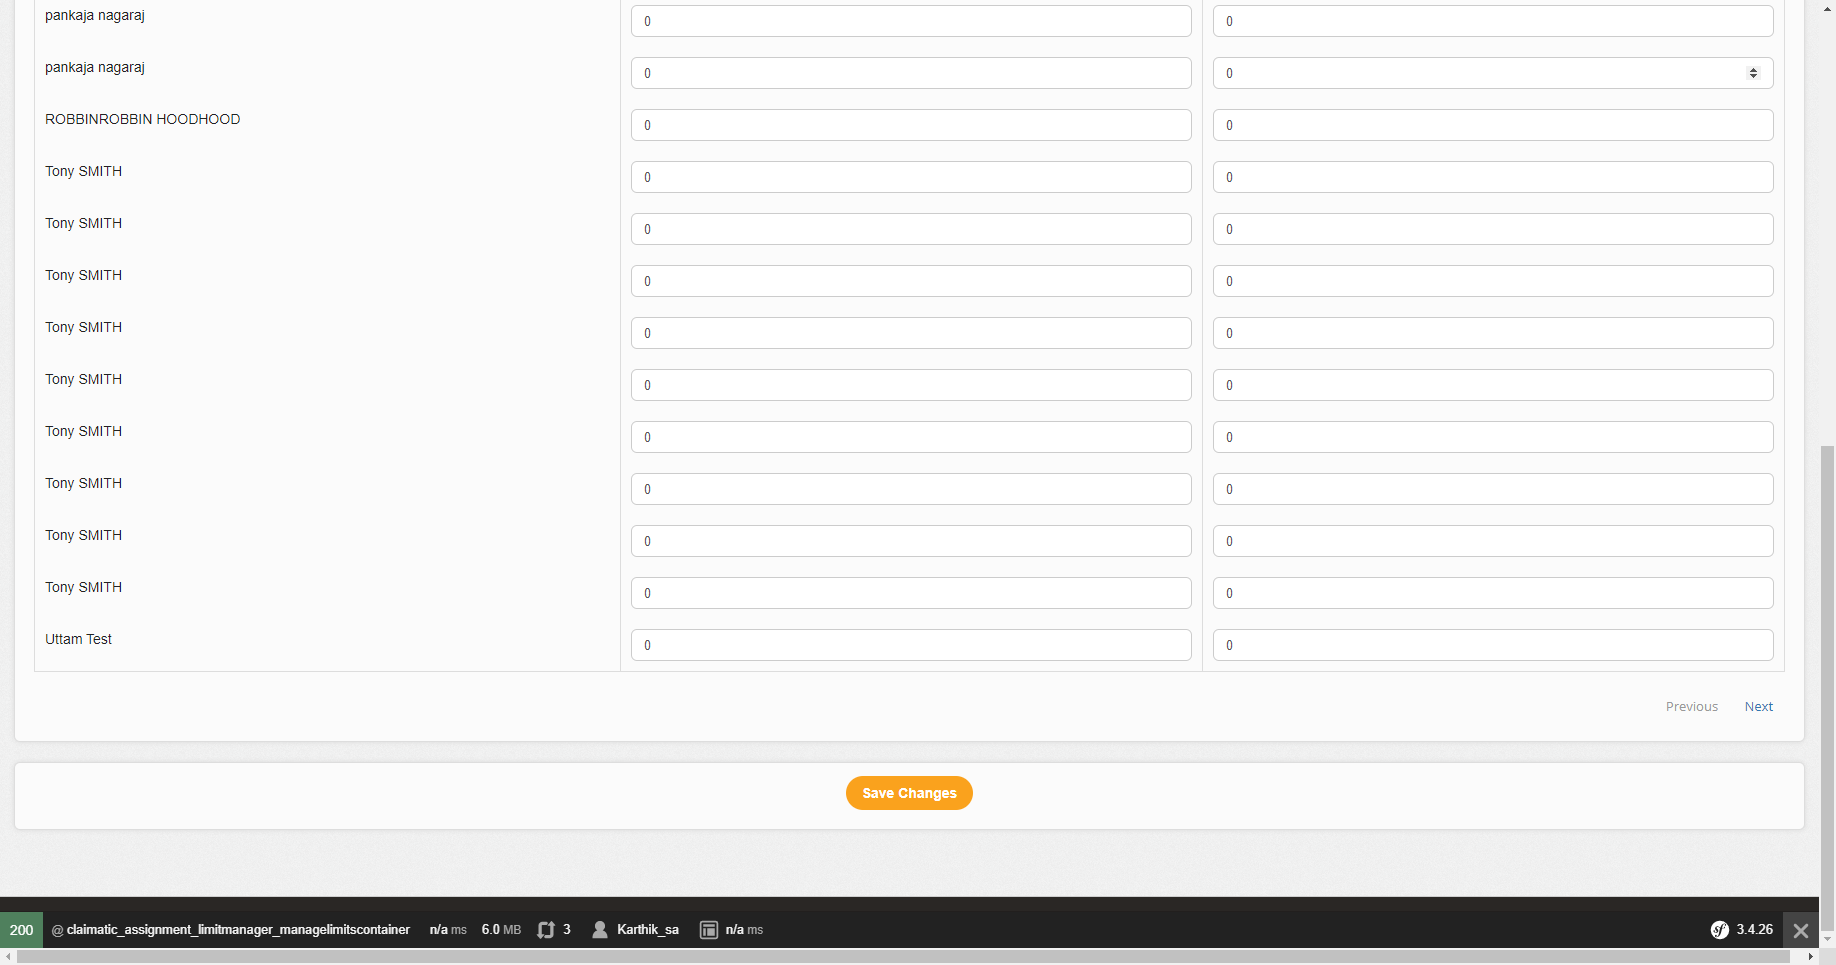 pankaja nagaraj 0 0
pankaja nagaraj 0 0
ROBBINROBBIN HOODHOOD 0 0
Tony SMITH 0 0
Tony SMITH 0 0
Tony SMITH 0 0
Tony SMITH 0 0
Tony SMITH 0 0
Tony SMITH 0 0
Tony SMITH 0 0
Tony SMITH 0 0
Tony SMITH 0 0
Uttam Test 0 0
Previous Next
Save Changes
200 @ claimatic_assignment_limitmanager_managelimitscontainer n/a ms 6.0 MB 3 Karthik_sa n/a ms sf 3.4.26